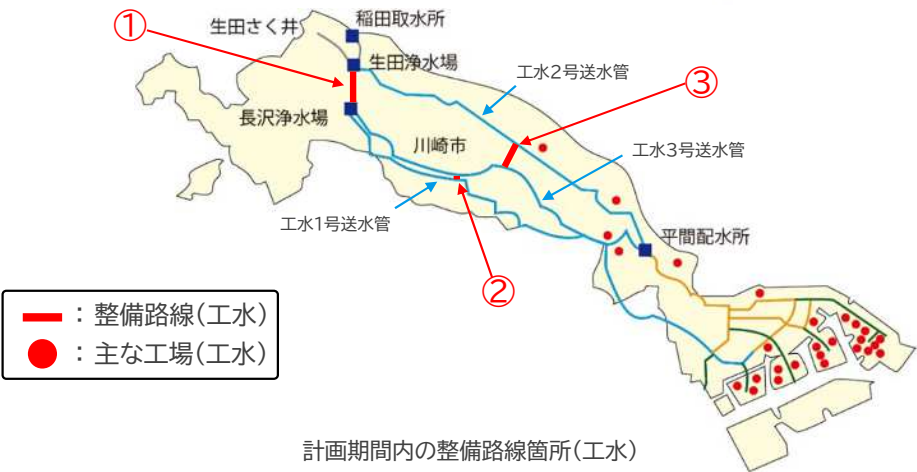 ①
生田さく井
稲田取水所
生田浄水場
工水2号送水管
③
長沢浄水場
川崎市
工水3号送水管
工水1号送水管
平間配水所
②
：整備路線(工水)
：主な工場(工水)
計画期間内の整備路線箇所(工水)